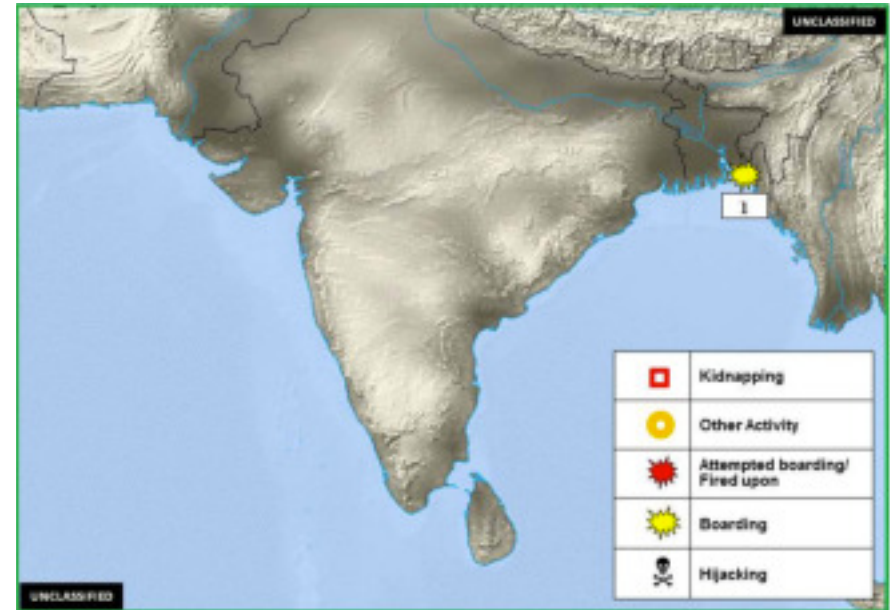 UNCLASSIFIED
1
Kidnapping
Other Activity
Attempted boarding/
Fired upon
Boarding
Hijacking
UNCLASSIFIED